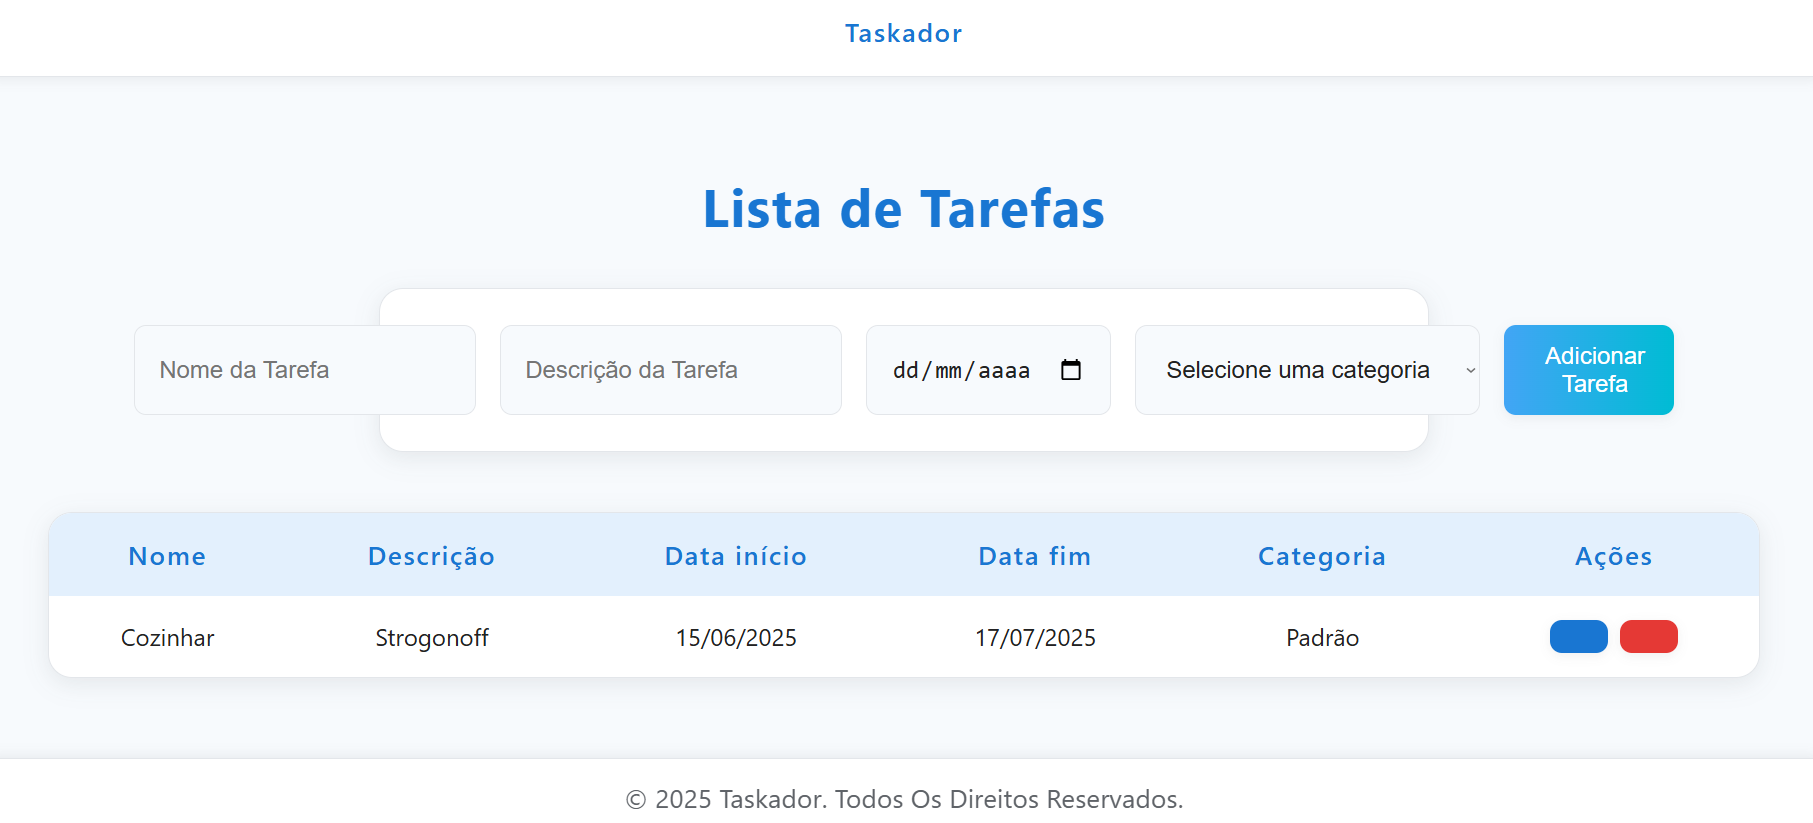 Taskador
Lista de Tarefas
Nome da Tarefa
Descrição da Tarefa
dd/mm/aaaa
Selecione uma categoria
Adicionar
Tarefa
Nome Descrição Data início Data fim Categoria Ações
Cozinhar Strogonoff 15/06/2025 17/07/2025 Padrão
© 2025 Taskador. Todos Os Direitos Reservados.